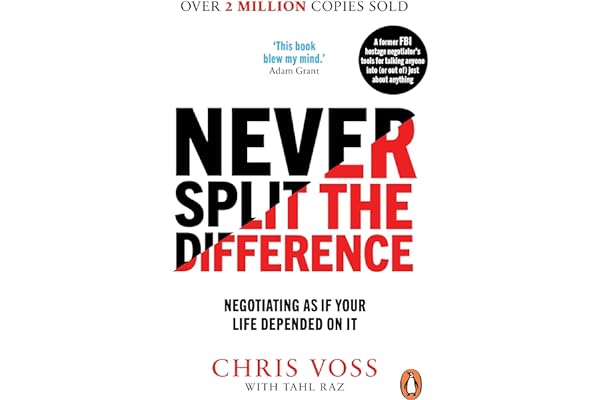 OVER 2 MILLION COPIES SOLD
'This book
blew my mind.'
Adam Grant
A former FBI
hostage negotiator's
tools for talking anyone
into (or out of) just
about anything
NEVER
SPLIT THE
DIFFERENCE
NEGOTIATING AS IF YOUR
LIFE DEPENDED ON IT
CHRIS VOSS
WITH TAHL RAZ